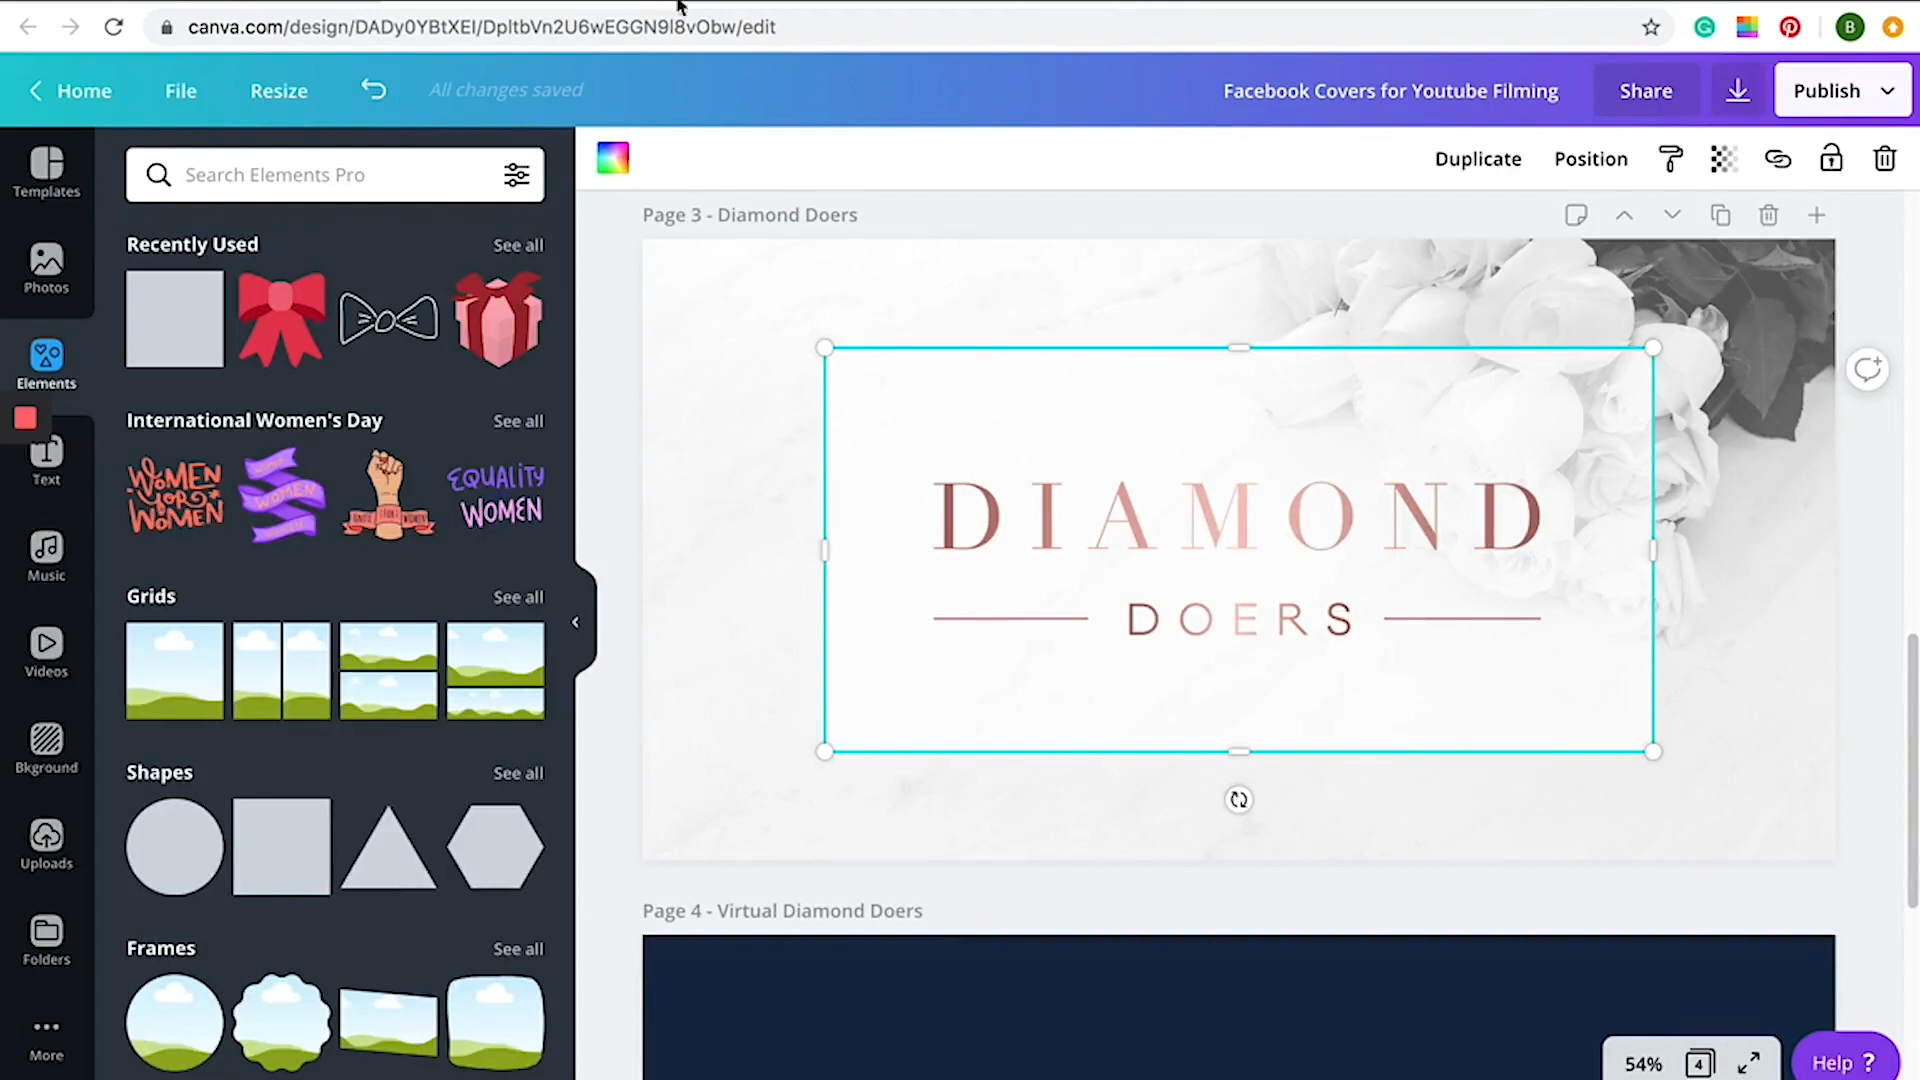 canva.com/design/DADy0YBtXEI/DpltbVn2U6wEGGN9l8vObw/edit
B
Home
File
Resize
All changes saved
Facebook Covers for Youtube Filming
Share
Publish
Templates
Photos
Elements
Text
Music
Videos
Bkground
Uploads
Folders
More
Search Elements Pro
Recently Used
See all
International Women's Day
See all
WOMEN
FOR
WOMEN
WOMEN
EQUALITY
WOMEN
Grids
See all
Shapes
See all
Frames
See all
Duplicate
Position
Page 3 - Diamond Doers
DIAMOND
DOERS
Page 4 - Virtual Diamond Doers
54%
4
Help ?